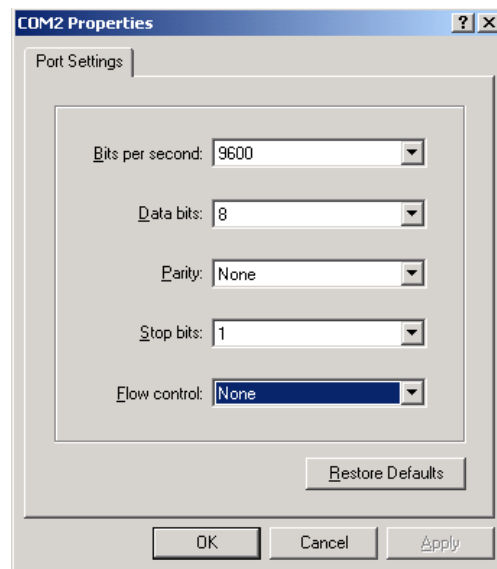 COM2 Properties
Port Settings
Bits per second: 9600
Data bits: 8
Parity: None
Stop bits: 1
Flow control: None
Restore Defaults
OK Cancel Apply